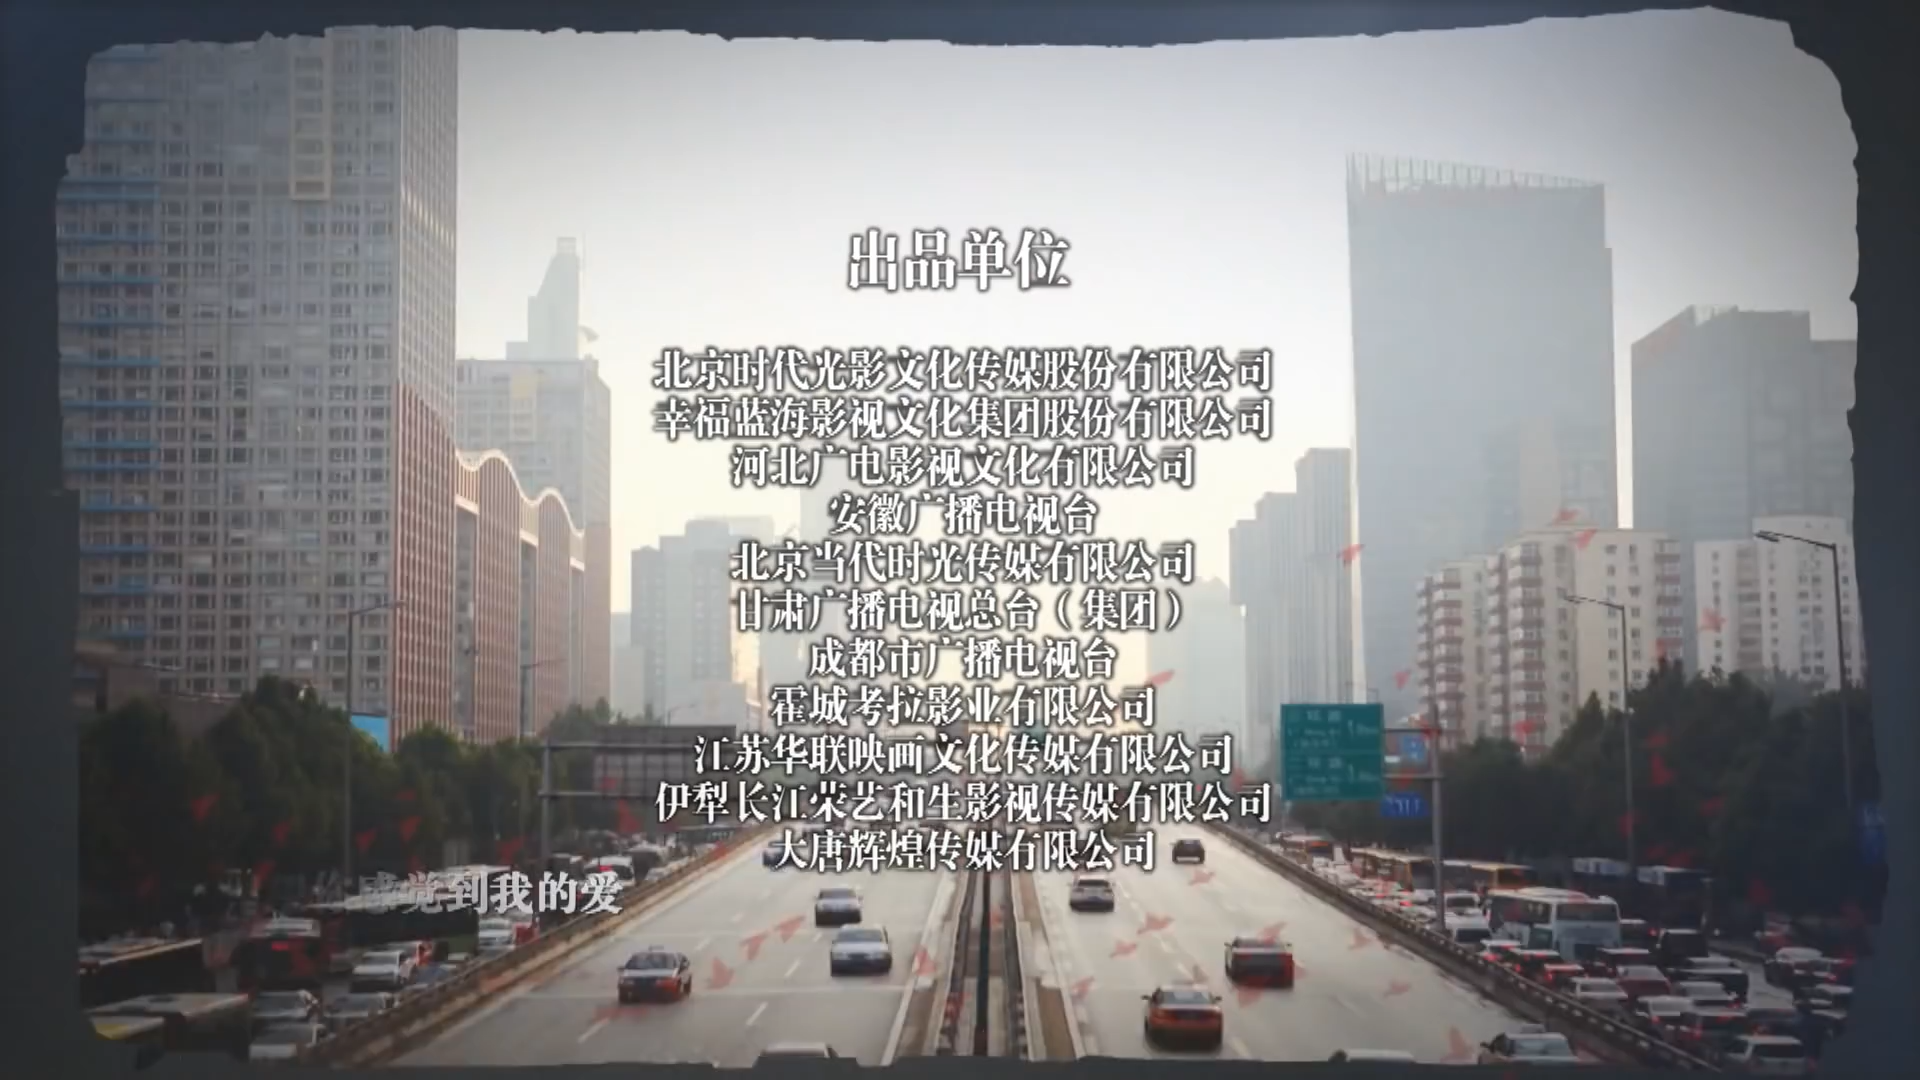 出品单位
北京时代光影文化传媒股份有限公司
幸福蓝海影视文化集团股份有限公司
河北广电影视文化有限公司
安徽广播电视台
北京当代时光传媒有限公司
甘肃广播电视总台（集团）
成都市广播电视台
霍城考拉影业有限公司
江苏华联映画文化传媒有限公司
伊犁长江荣艺和生影视传媒有限公司
大唐辉煌传媒有限公司
感觉到我的爱